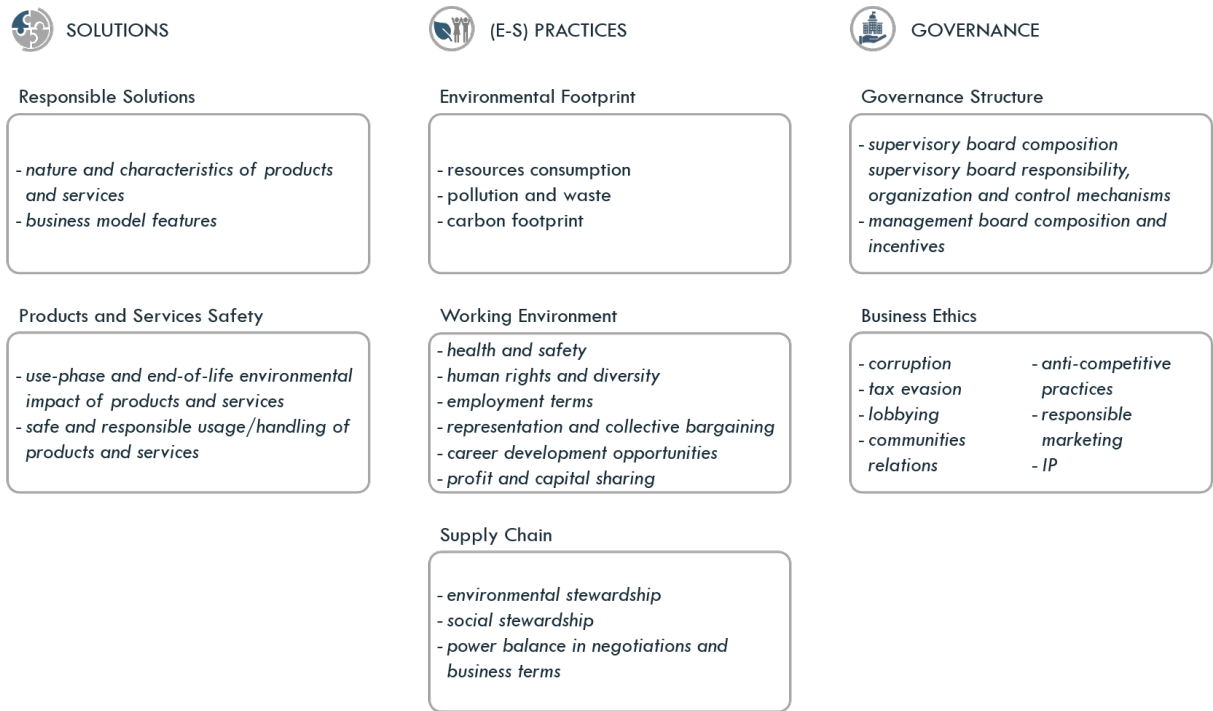 SOLUTIONS
Responsible Solutions
- nature and characteristics of products
and services
- business model features
Products and Services Safety
- use-phase and end-of-life environmental
impact of products and services
- safe and responsible usage/handling of
products and services
(E-S) PRACTICES
Environmental Footprint
- resources consumption
- pollution and waste
- carbon footprint
Working Environment
- health and safety
- human rights and diversity
- employment terms
- representation and collective bargaining
- career development opportunities
- profit and capital sharing
Supply Chain
- environmental stewardship
- social stewardship
- power balance in negotiations and
business terms
GOVERNANCE
Governance Structure
- supervisory board composition
supervisory board responsibility,
organization and control mechanisms
- management board composition and
incentives
Business Ethics
- corruption
- tax evasion
- lobbying
- communities
relations
- anti-competitive
practices
- responsible
marketing
- IP